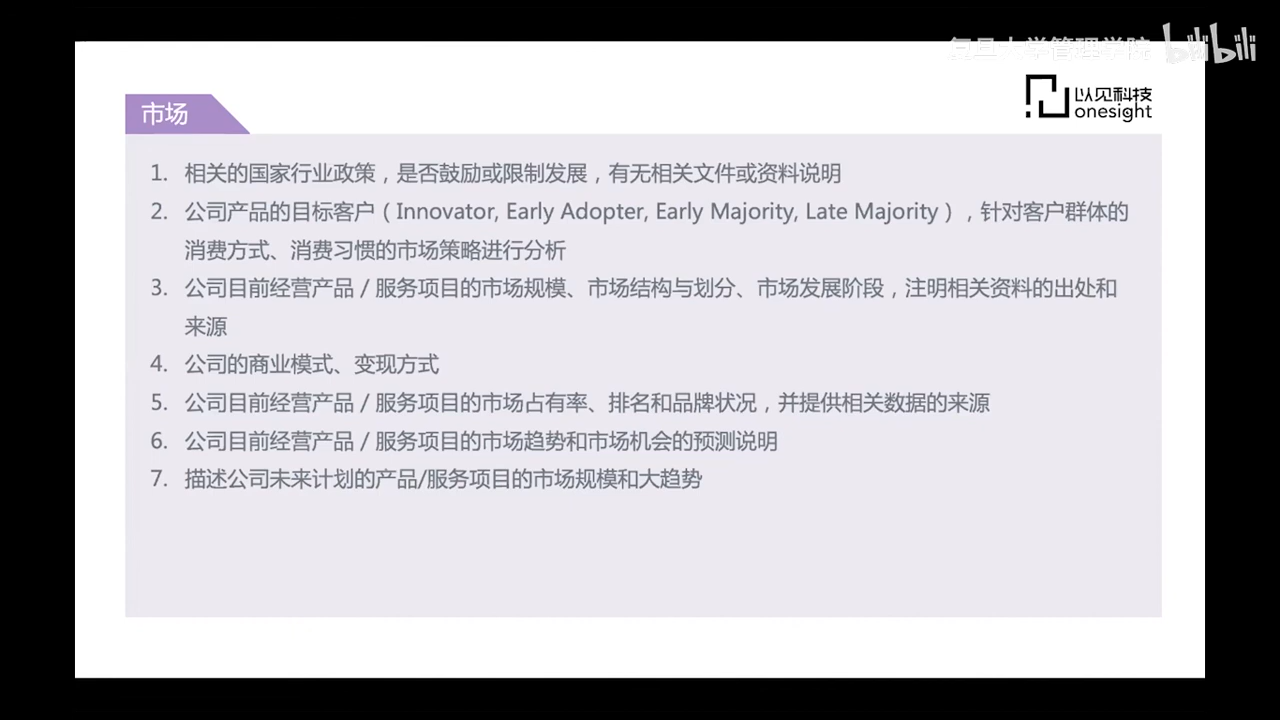 复旦大学管理学院 bilibili
以见科技
onesight
市场
1. 相关的国家行业政策，是否鼓励或限制发展，有无相关文件或资料说明
2. 公司产品的目标客户（Innovator, Early Adopter, Early Majority, Late Majority），针对客户群体的
消费方式、消费习惯的市场策略进行分析
3. 公司目前经营产品 / 服务项目的市场规模、市场结构与划分、市场发展阶段，注明相关资料的出处和
来源
4. 公司的商业模式、变现方式
5. 公司目前经营产品 / 服务项目的市场占有率、排名和品牌状况，并提供相关数据的来源
6. 公司目前经营产品 / 服务项目的市场趋势和市场机会的预测说明
7. 描述公司未来计划的产品/服务项目的市场规模和大趋势